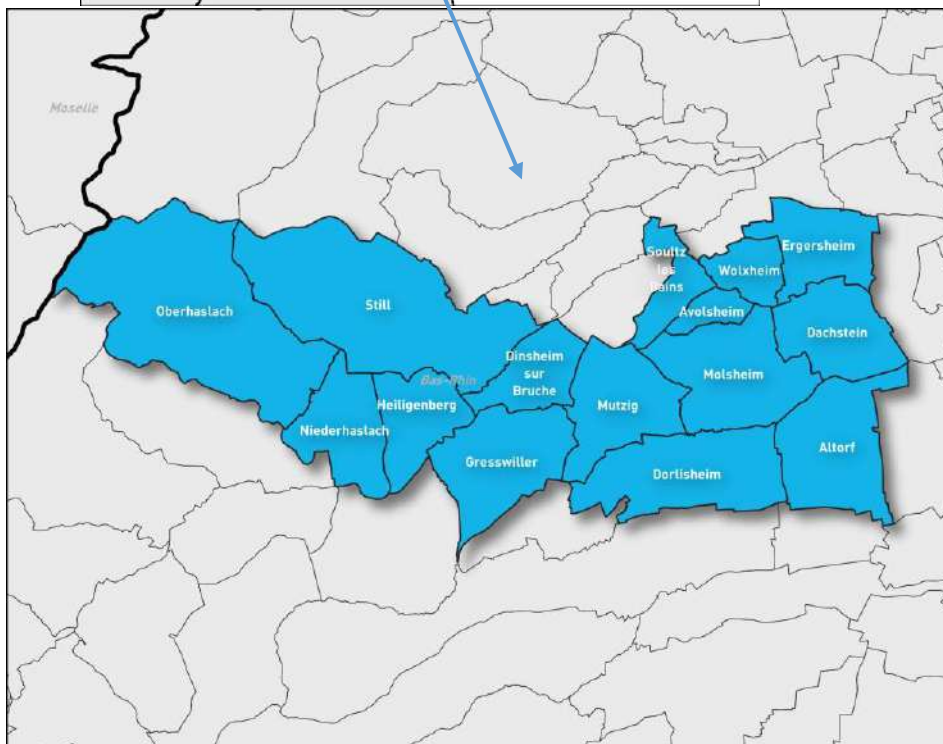 Moselle
Ergersheim
Soultz
les
Bains
Wolxheim
Oberhaslach
Still
Avolsheim
Dachstein
Dinsheim
sur
Bruche
Molsheim
Bas-Rhin
Heiligenberg
Mutzig
Niederhaslach
Gresswiller
Dorlisheim
Altorf